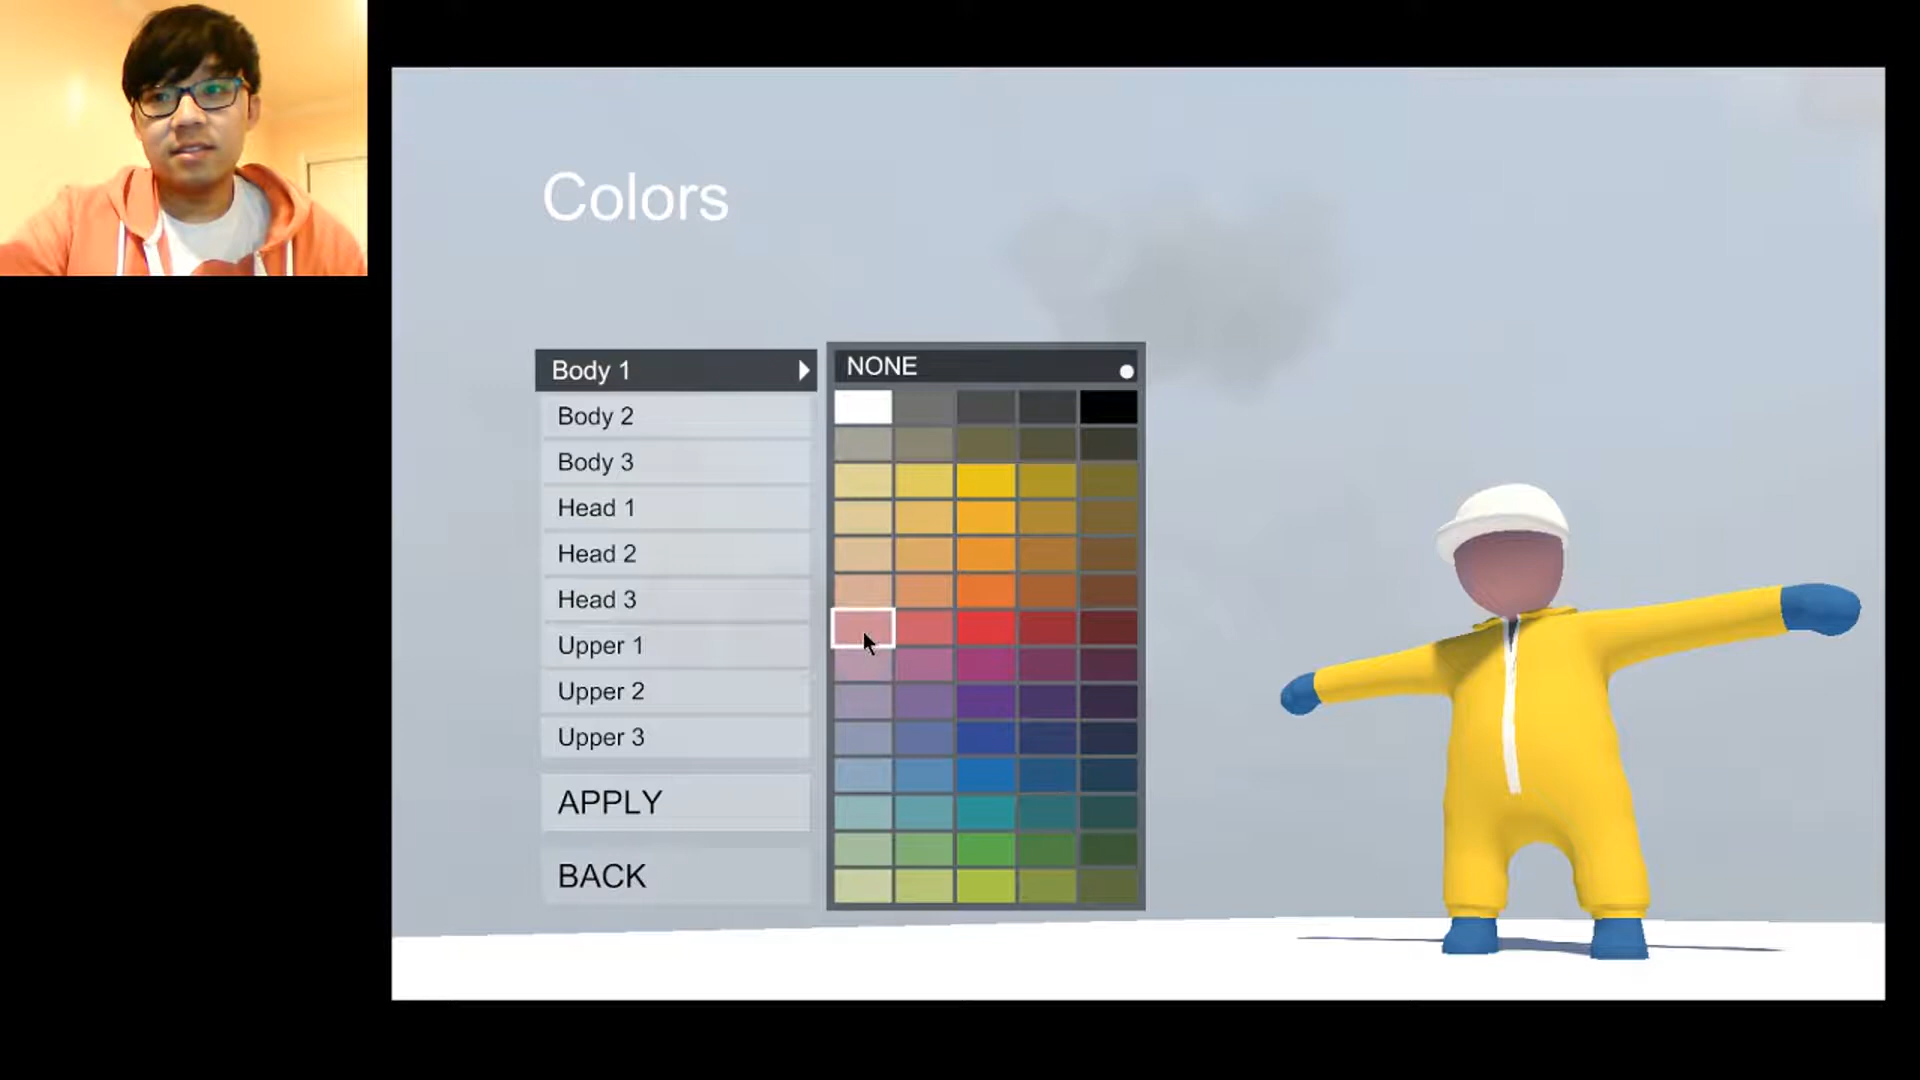 Colors
Body 1
Body 2
Body 3
Head 1
Head 2
Head 3
Upper 1
Upper 2
Upper 3
APPLY
BACK
NONE